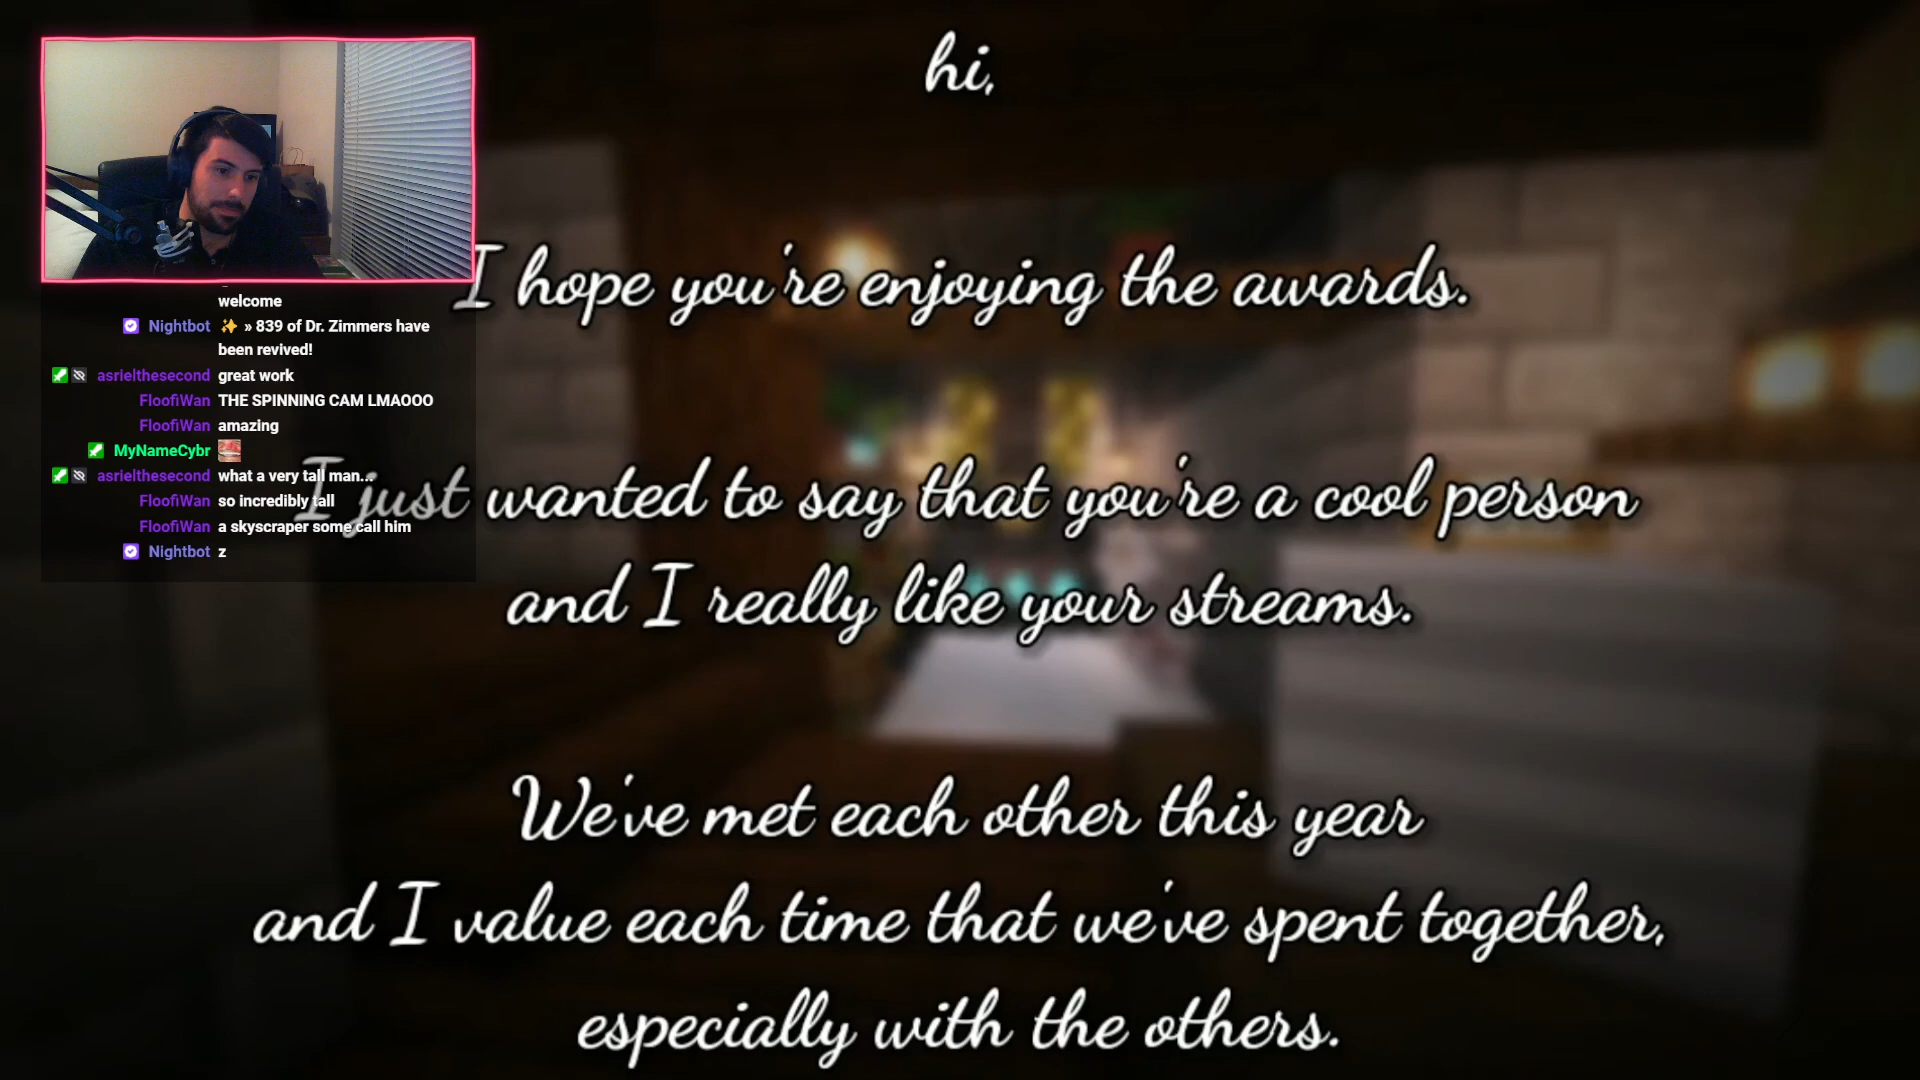 hi,
I hope you're enjoying the awards.
I just wanted to say that you're a cool person
and I really like your streams.
We've met each other this year
and I value each time that we've spent together,
especially with the others.
welcome
Nightbot ✨ » 839 of Dr. Zimmers have
been revived!
asrielthesecond great work
FloofiWan THE SPINNING CAM LMAOOO
FloofiWan amazing
MyNameCybr
asrielthesecond what a very tall man...
FloofiWan so incredibly tall
FloofiWan a skyscraper some call him
Nightbot z